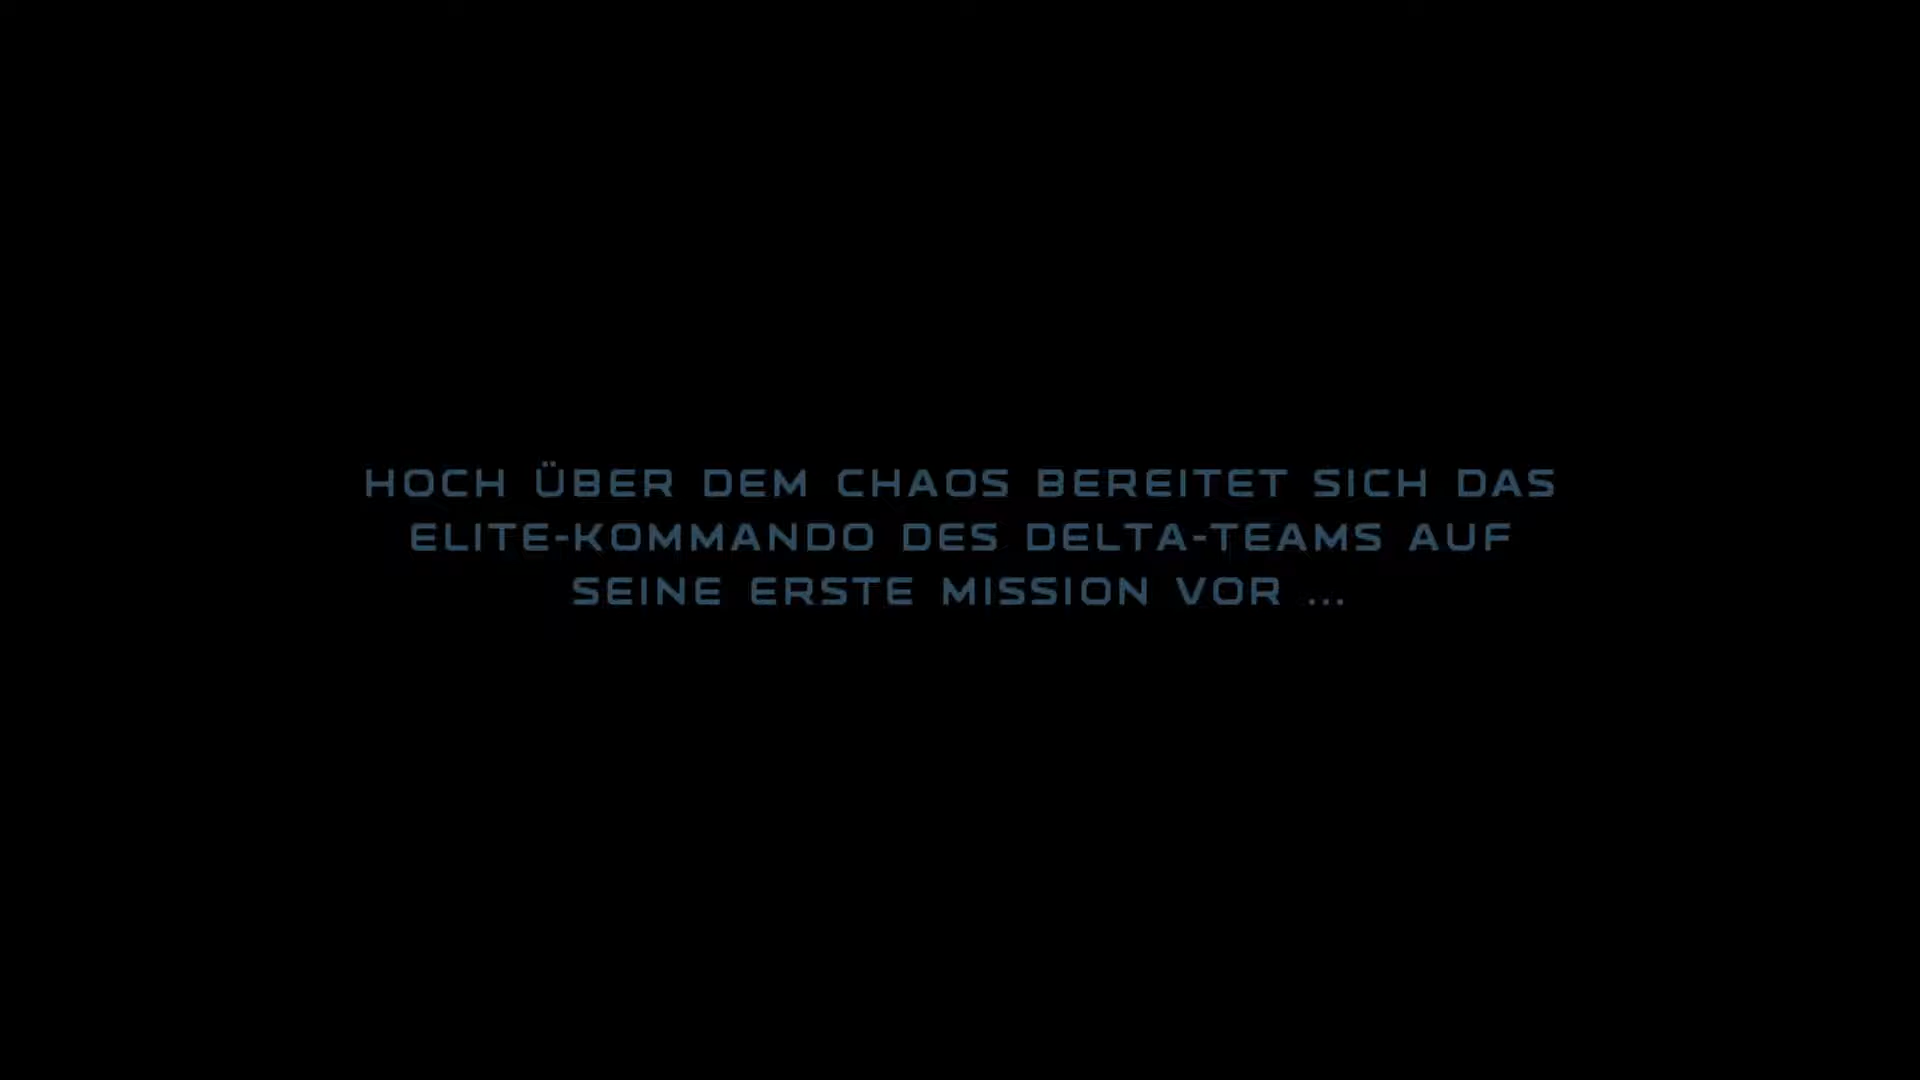 HOCH ÜBER DEM CHAOS BEREITET SICH DAS
ELITE-KOMMANDO DES DELTA-TEAMS AUF
SEINE ERSTE MISSION VOR ...